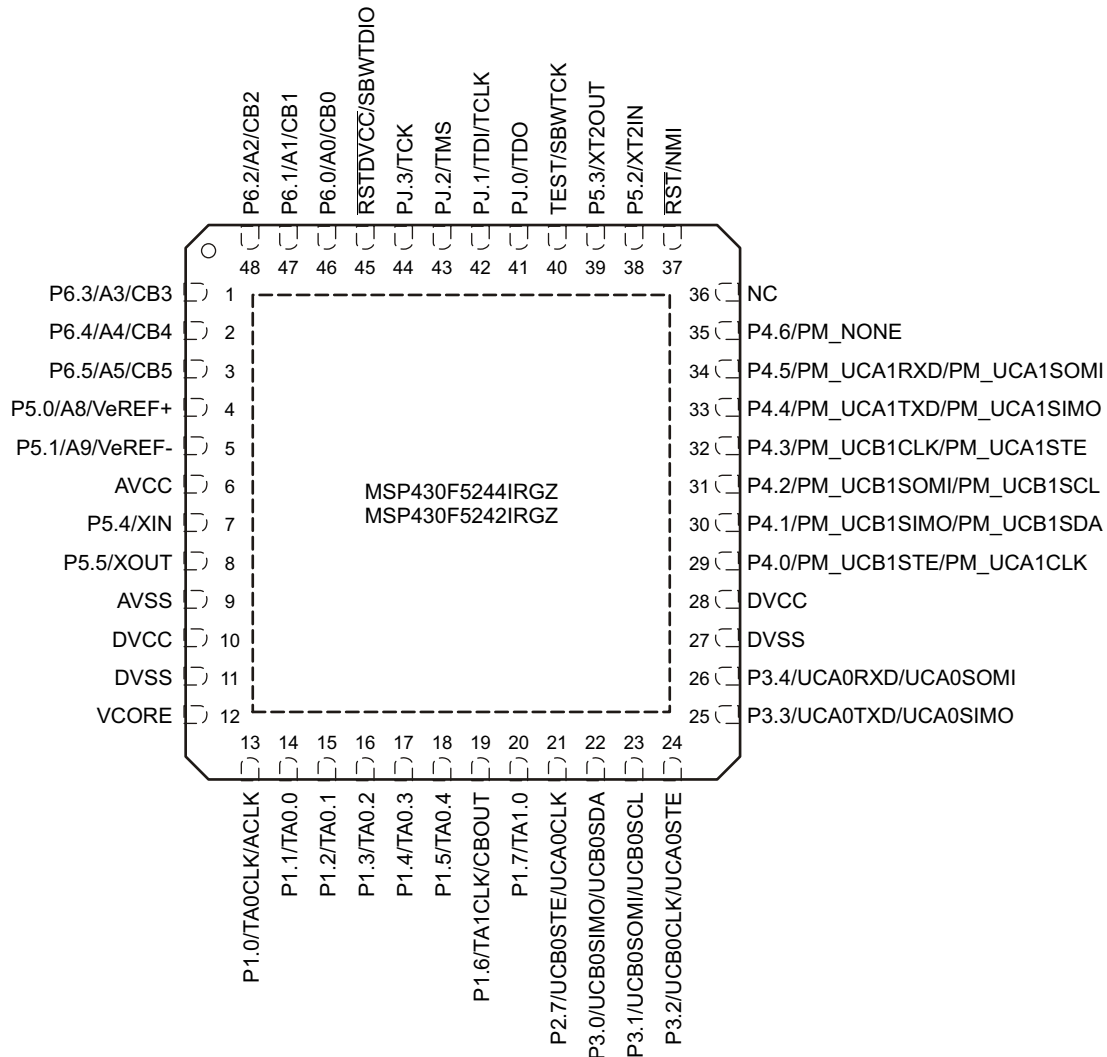 P6.2/A2/CB2
P6.1/A1/CB1
P6.0/A0/CB0
RSTDVCC/SBWTDIO
PJ.3/TCK
PJ.2/TMS
PJ.1/TDI/TCLK
PJ.0/TDO
TEST/SBWTCK
P5.3/XT2OUT
P5.2/XT2IN
RST/NMI
48 47 46 45 44 43 42 41 40 39 38 37
P6.3/A3/CB3 1
P6.4/A4/CB4 2
P6.5/A5/CB5 3
P5.0/A8/VeREF+ 4
P5.1/A9/VeREF- 5
AVCC 6
P5.4/XIN 7
P5.5/XOUT 8
AVSS 9
DVCC 10
DVSS 11
VCORE 12
MSP430F5244IRGZ
MSP430F5242IRGZ
36 NC
35 P4.6/PM_NONE
34 P4.5/PM_UCA1RXD/PM_UCA1SOMI
33 P4.4/PM_UCA1TXD/PM_UCA1SIMO
32 P4.3/PM_UCB1CLK/PM_UCA1STE
31 P4.2/PM_UCB1SOMI/PM_UCB1SCL
30 P4.1/PM_UCB1SIMO/PM_UCB1SDA
29 P4.0/PM_UCB1STE/PM_UCA1CLK
28 DVCC
27 DVSS
26 P3.4/UCA0RXD/UCA0SOMI
25 P3.3/UCA0TXD/UCA0SIMO
13 14 15 16 17 18 19 20 21 22 23 24
P1.0/TA0CLK/ACLK
P1.1/TA0.0
P1.2/TA0.1
P1.3/TA0.2
P1.4/TA0.3
P1.5/TA0.4
P1.6/TA1CLK/CBOUT
P1.7/TA1.0
P2.7/UCB0STE/UCA0CLK
P3.0/UCB0SIMO/UCB0SDA
P3.1/UCB0SOMI/UCB0SCL
P3.2/UCB0CLK/UCA0STE